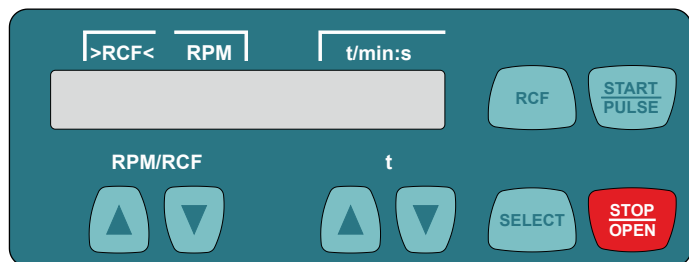 >RCF< RPM t/min:s
RCF
START
PULSE
RPM/RCF t
SELECT
STOP
OPEN